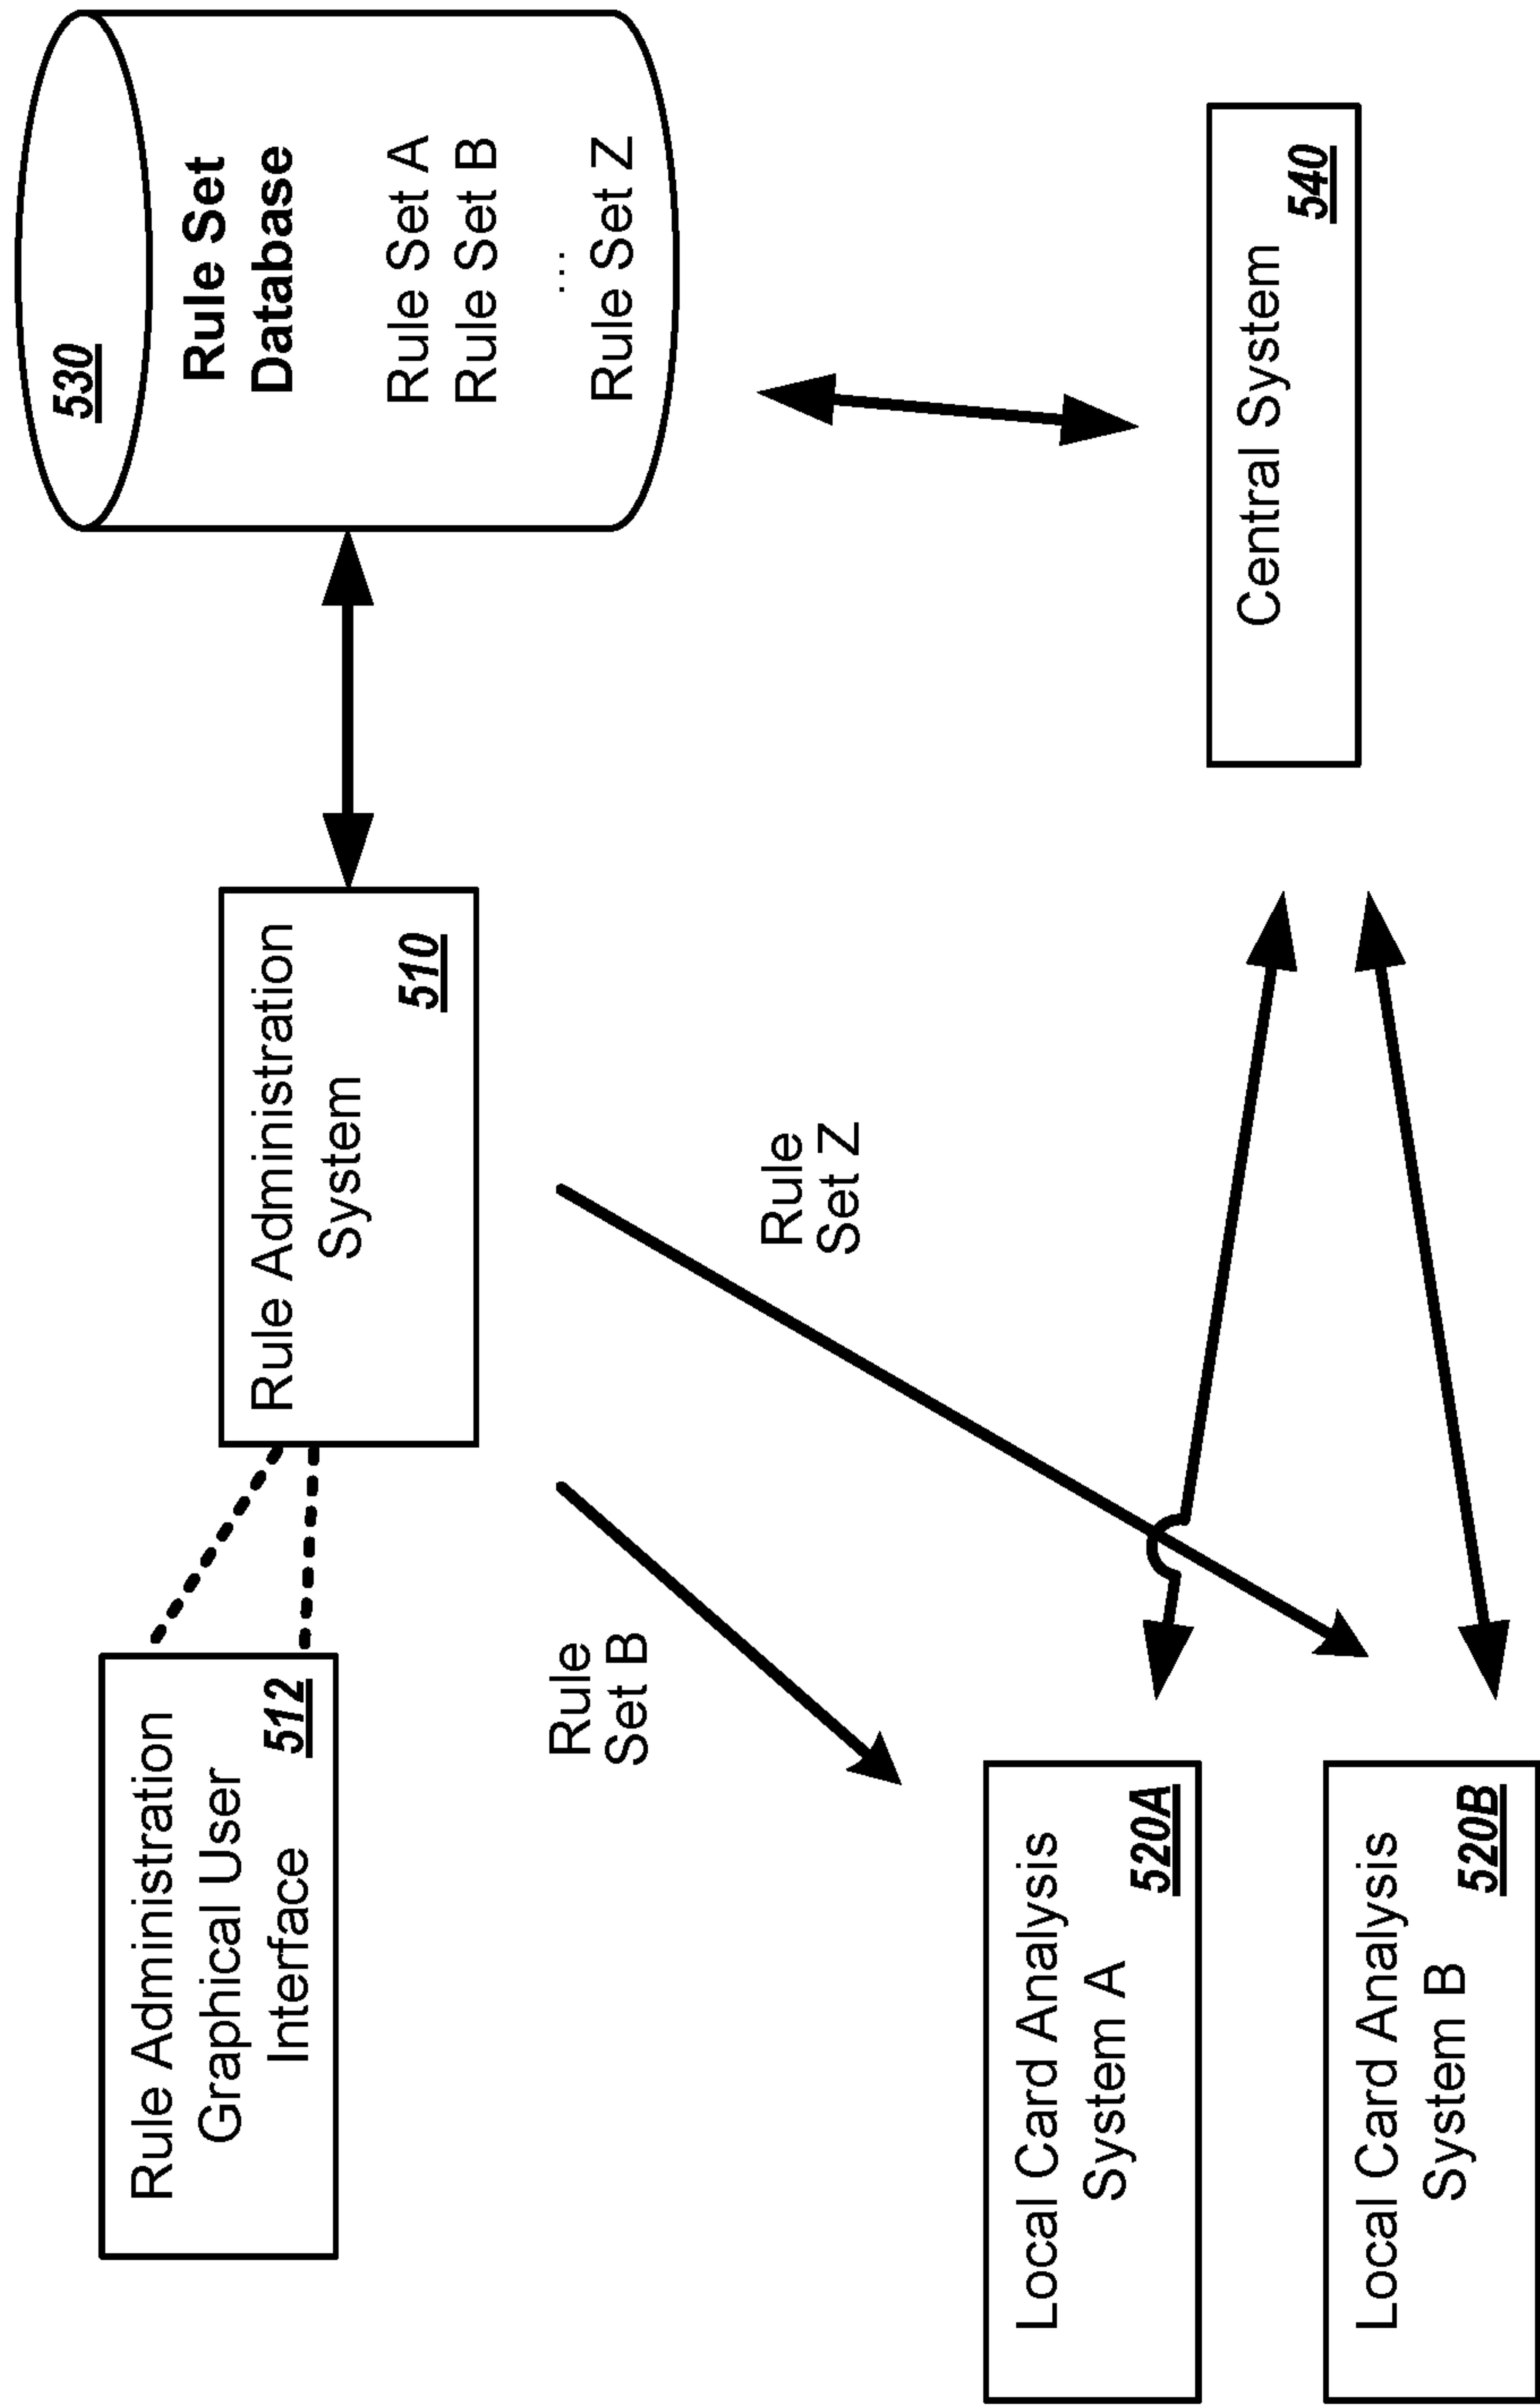 Rule Administration
Graphical User
Interface
512
Rule Administration
System
510
530
Rule Set
Database
Rule Set A
Rule Set B
...
Rule Set Z
Rule
Set B
Rule
Set Z
Local Card Analysis
System A
520A
Local Card Analysis
System B
520B
Central System
540